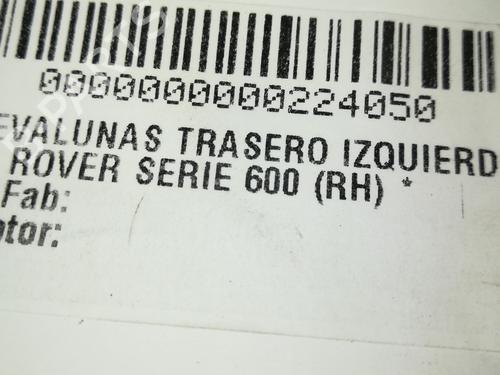 0000000000224050
EVALUNAS TRASERO IZQUIERD
ROVER SERIE 600 (RH) *
Fab:
otor: